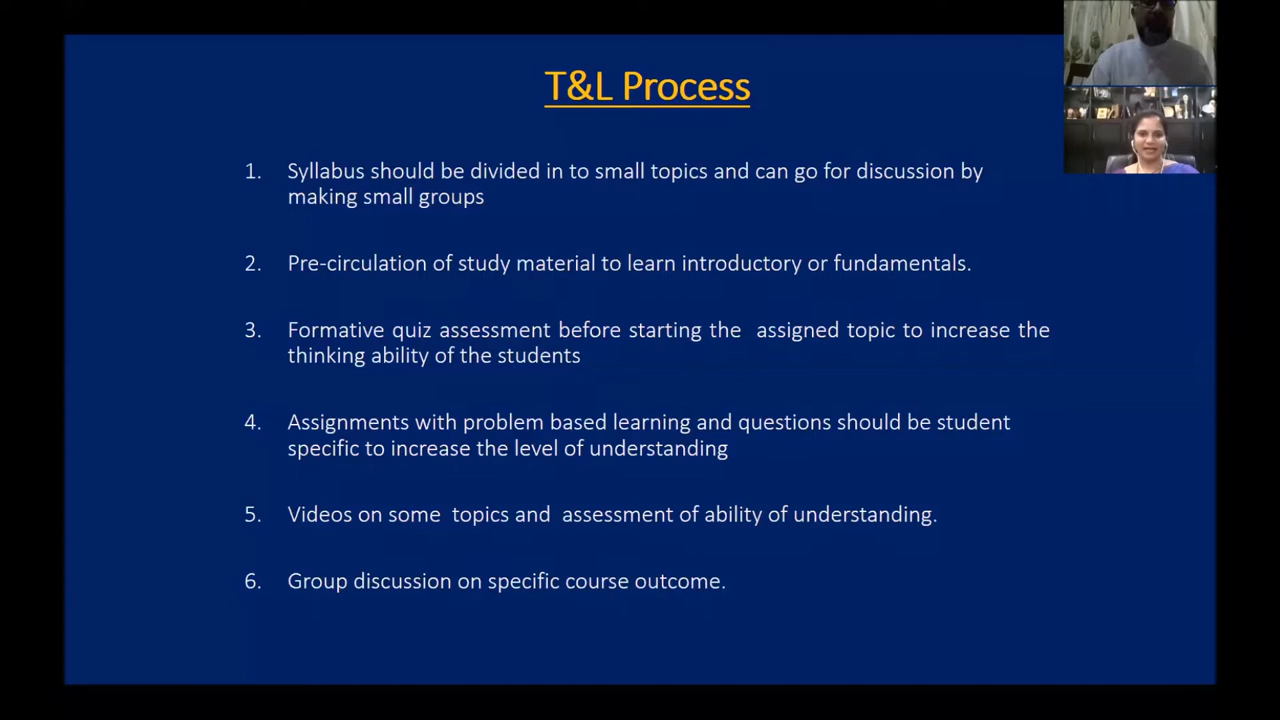 T&L Process
1. Syllabus should be divided in to small topics and can go for discussion by
making small groups
2. Pre-circulation of study material to learn introductory or fundamentals.
3. Formative quiz assessment before starting the assigned topic to increase the
thinking ability of the students
4. Assignments with problem based learning and questions should be student
specific to increase the level of understanding
5. Videos on some topics and assessment of ability of understanding.
6. Group discussion on specific course outcome.